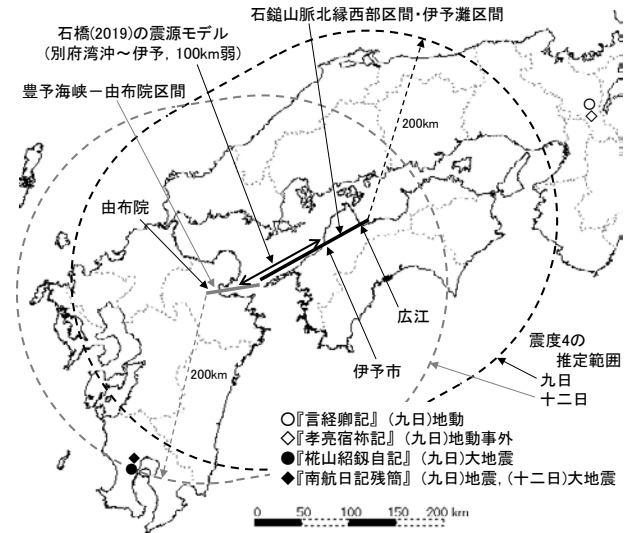 石橋(2019)の震源モデル
(別府湾沖～伊予, 100km弱)
石鎚山脈北縁西部区間・伊予灘区間
豊予海峡－由布院区間
200km
由布院
広江
伊予市
200km
震度4の
推定範囲
九日
十二日
○『言経卿記』(九日)地動
◇『孝亮宿祢記』(九日)地動事外
●『椛山紹釼自記』(九日)大地震
◆『南航日記残簡』(九日)地震, (十二日)大地震
0 50 100 150 200 km